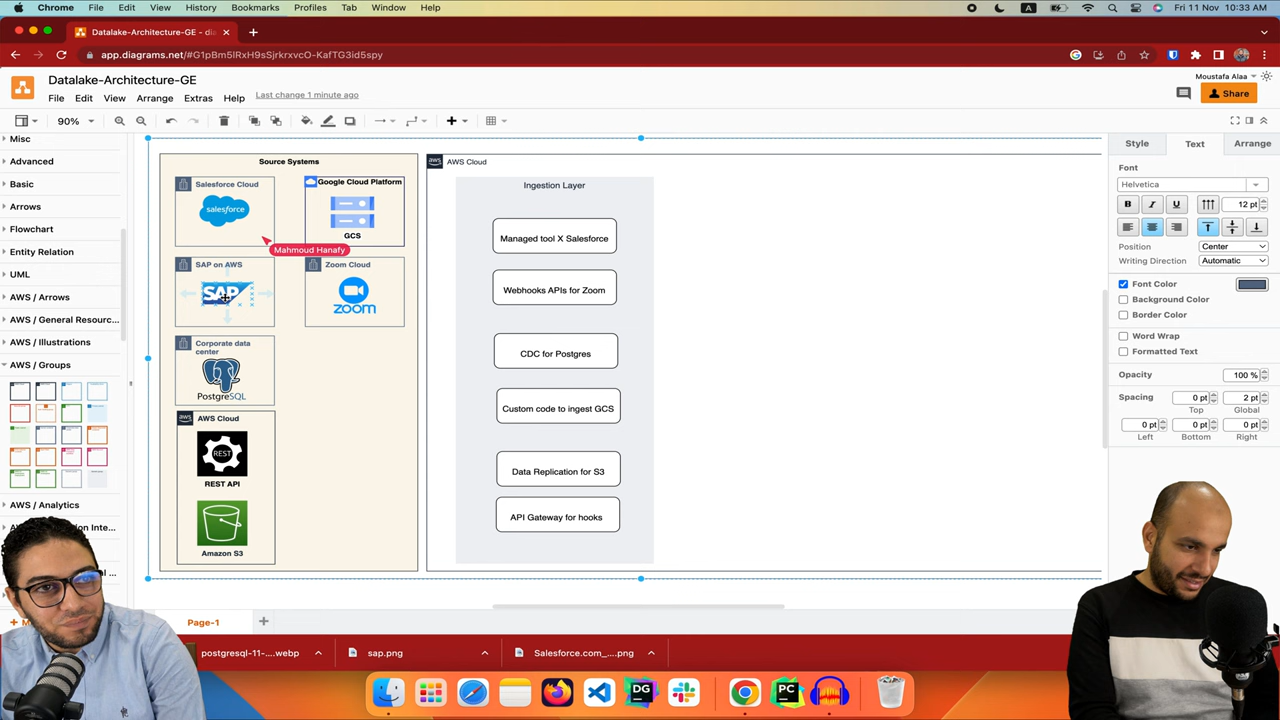 Chrome File Edit View History Bookmarks Profiles Tab Window Help
A Fri 11 Nov 10:33 AM
Datalake-Architecture-GE - dia
app.diagrams.net/#G1pBm5lRxH9sSjrkrxvcO-KafTG3id5spy
Datalake-Architecture-GE
Moustafa Alaa
File Edit View Arrange Extras Help Last change 1 minute ago
Share
90%
Misc
Advanced
Basic
Arrows
Flowchart
Entity Relation
UML
AWS / Arrows
AWS / General Resourc...
AWS / Illustrations
AWS / Groups
AWS / Analytics
Source Systems
Salesforce Cloud
salesforce
Google Cloud Platform
GCS
Mahmoud Hanafy
SAP on AWS
SAP
Zoom Cloud
zoom
Corporate data
center
PostgreSQL
AWS Cloud
REST
REST API
Amazon S3
aws AWS Cloud
Ingestion Layer
Managed tool X Salesforce
Webhooks APIs for Zoom
CDC for Postgres
Custom code to ingest GCS
Data Replication for S3
API Gateway for hooks
Style Text Arrange
Font
Helvetica
B I U 12 pt
Position Center
Writing Direction Automatic
Font Color
Background Color
Border Color
Word Wrap
Formatted Text
Opacity 100 %
Spacing 0 pt 2 pt
Top Global
0 pt 0 pt 0 pt
Left Bottom Right
Page-1
postgresql-11-....webp
sap.png
Salesforce.com_....png
DG
PC